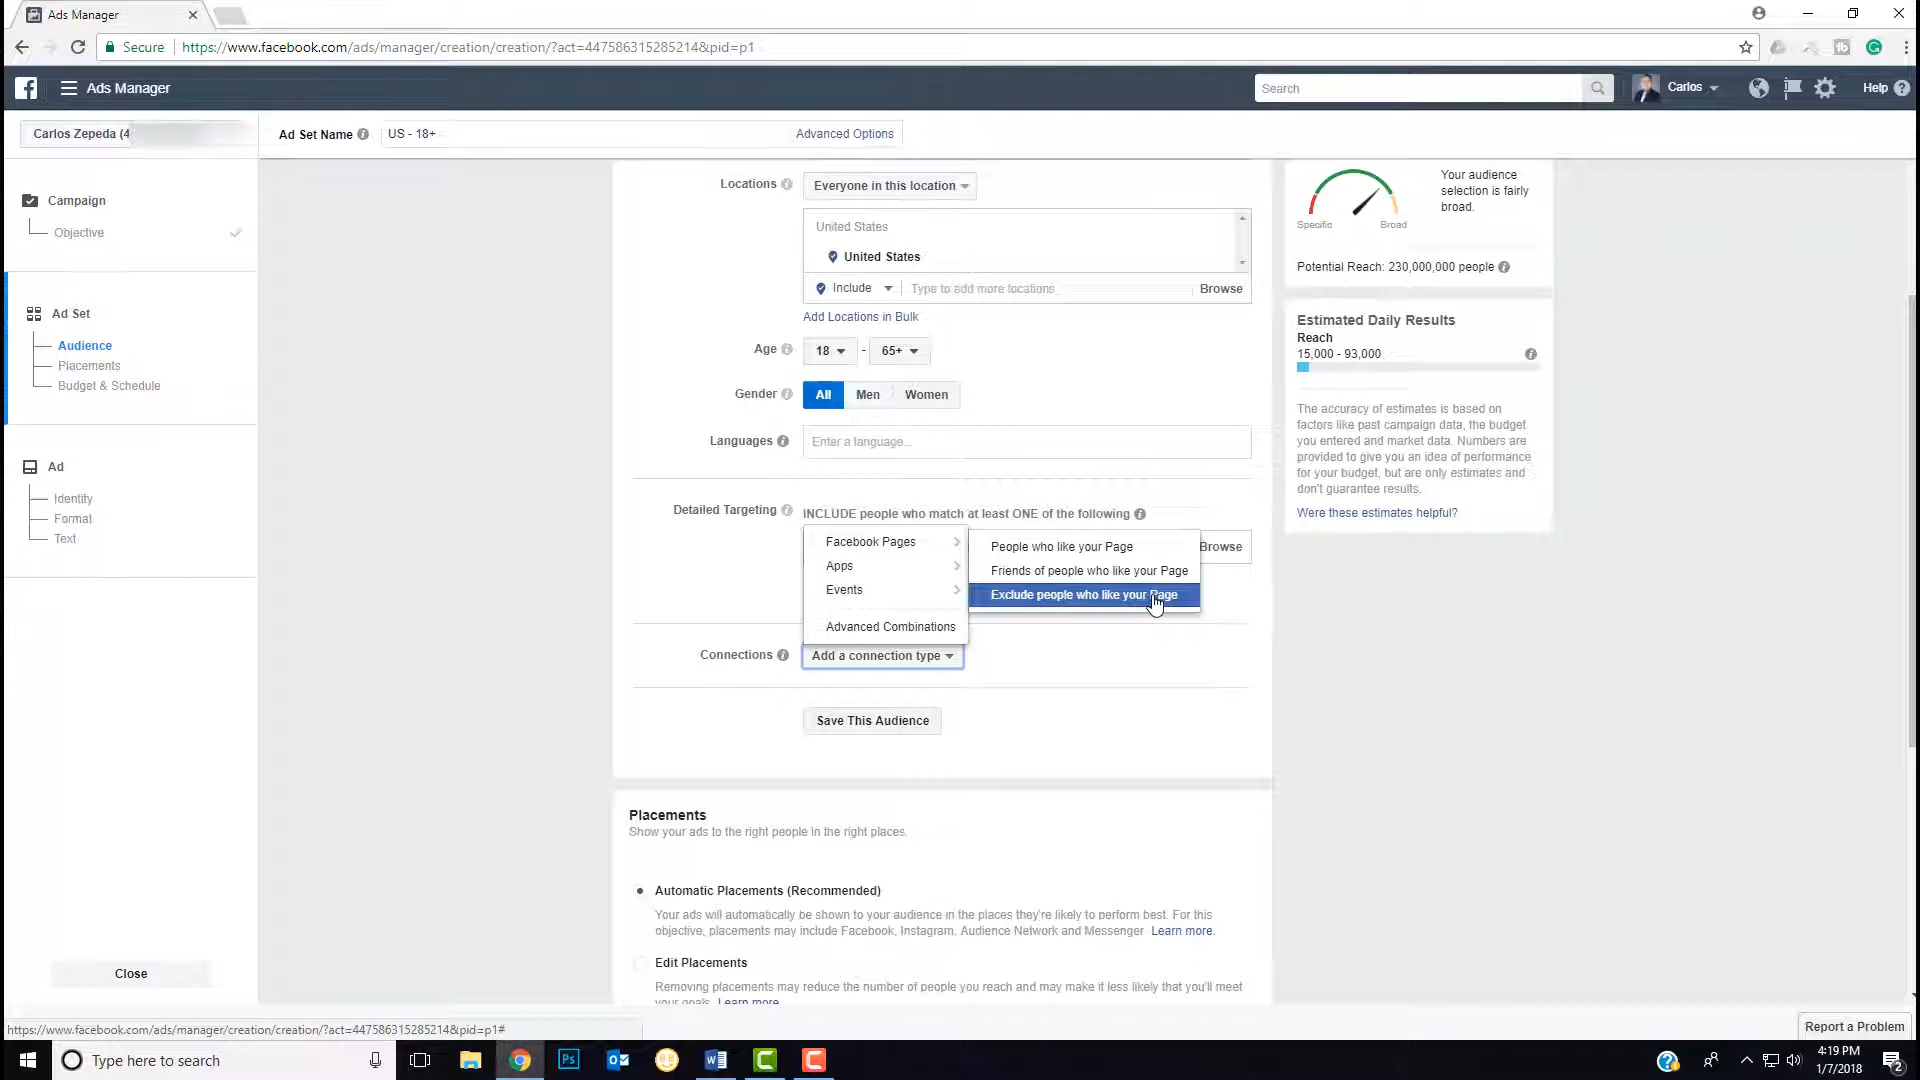 Ads Manager
Secure
https://www.facebook.com/ads/manager/creation/creation/?act=447586315285214&pid=p1
Ads Manager
Search
Carlos
Help
Carlos Zepeda (4
Ad Set Name
US - 18+
Advanced Options
Campaign
Objective
Ad Set
Audience
Placements
Budget & Schedule
Ad
Identity
Format
Text
Close
Locations
Everyone in this location
United States
United States
Include
Type to add more locations
Browse
Add Locations in Bulk
Age
18
-
65+
Gender
All
Men
Women
Languages
Enter a language...
Detailed Targeting
INCLUDE people who match at least ONE of the following
Browse
Facebook Pages
Apps
Events
Advanced Combinations
People who like your Page
Friends of people who like your Page
Exclude people who like your Page
Connections
Add a connection type
Save This Audience
Placements
Show your ads to the right people in the right places.
Automatic Placements (Recommended)
Your ads will automatically be shown to your audience in the places they're likely to perform best. For this
objective, placements may include Facebook, Instagram, Audience Network and Messenger Learn more.
Edit Placements
Removing placements may reduce the number of people you reach and may make it less likely that you'll meet
your goals. Learn more.
Specific
Broad
Your audience
selection is fairly
broad.
Potential Reach: 230,000,000 people
Estimated Daily Results
Reach
15,000 - 93,000
The accuracy of estimates is based on
factors like past campaign data, the budget
you entered and market data. Numbers are
provided to give you an idea of performance
for your budget, but are only estimates and
don't guarantee results.
Were these estimates helpful?
https://www.facebook.com/ads/manager/creation/creation/?act=447586315285214&pid=p1#
Report a Problem
Type here to search
4:19 PM
1/7/2018
2